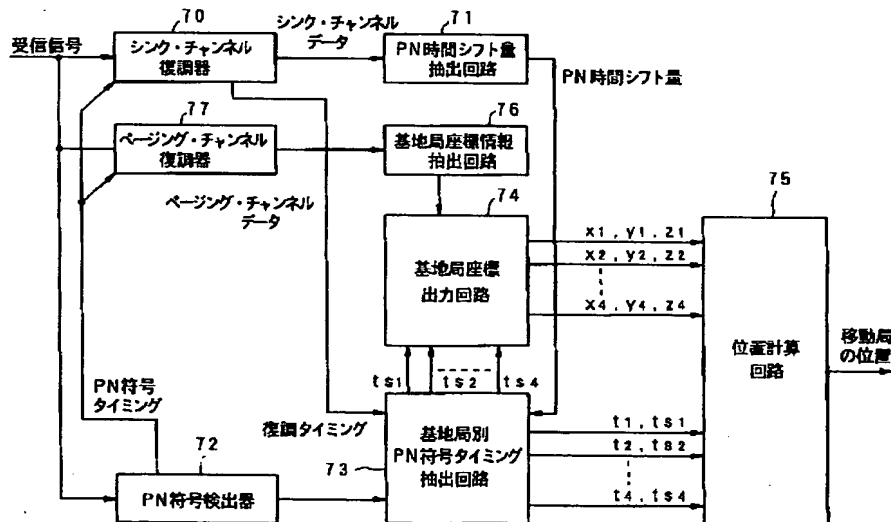 受信信号
70
シンク・チャンネル
復調器
シンク・チャンネル
データ
71
PN時間シフト量
抽出回路
PN時間シフト量
77
ページング・チャンネル
復調器
76
基地局座標情報
抽出回路
ページング・チャンネル
データ
74
基地局座標
出力回路
x1, y1, z1
x2, y2, z2
x4, y4, z4
75
位置計算
回路
移動局
の位置
ts1
ts2
ts4
PN符号
タイミング
復調タイミング
72
PN符号検出器
73
基地局別
PN符号タイミング
抽出回路
t1, ts1
t2, ts2
t4, ts4